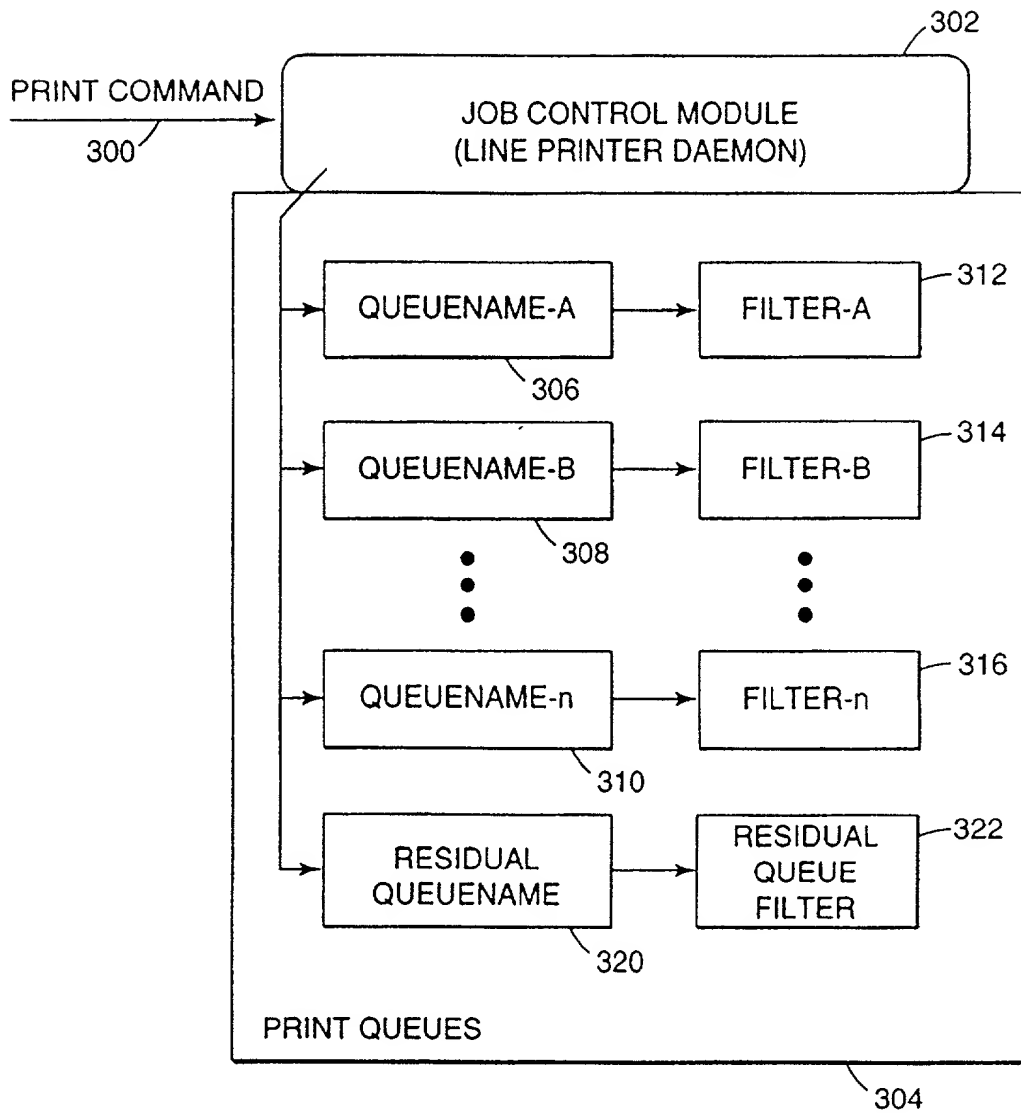 302
PRINT COMMAND
300
JOB CONTROL MODULE
(LINE PRINTER DAEMON)
QUEUENAME-A
306
FILTER-A
312
QUEUENAME-B
308
FILTER-B
314
QUEUENAME-n
310
FILTER-n
316
RESIDUAL
QUEUENAME
320
RESIDUAL
QUEUE
FILTER
322
PRINT QUEUES
304